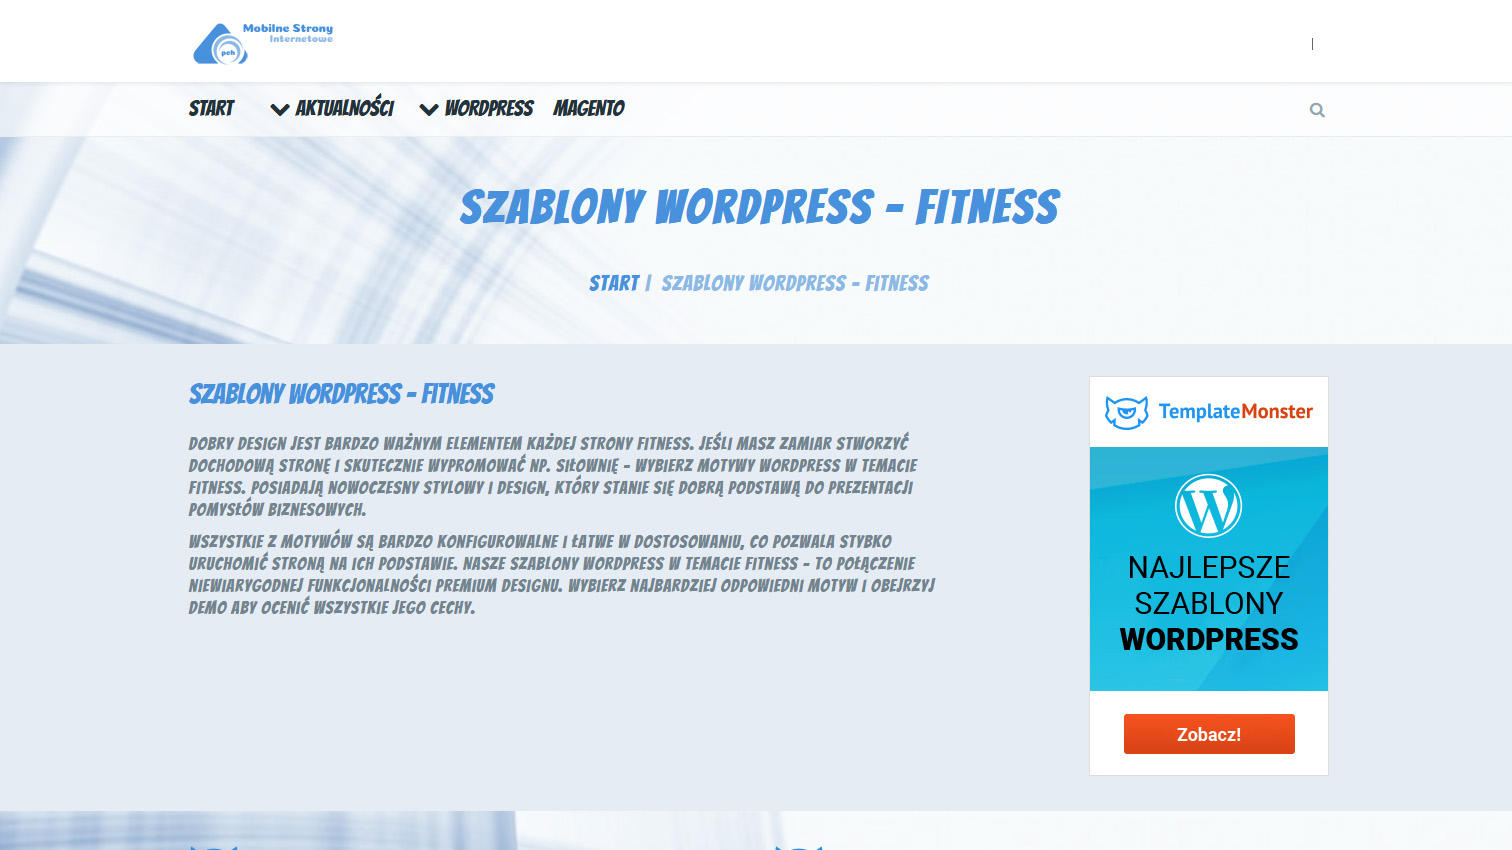 Mobilne Strony
Internetowe
pch
START AKTUALNOŚCI WORDPRESS MAGENTO
SZABLONY WORDPRESS - FITNESS
START | SZABLONY WORDPRESS - FITNESS
SZABLONY WORDPRESS - FITNESS
DOBRY DESIGN JEST BARDZO WAŻNYM ELEMENTEM KAŻDEJ STRONY FITNESS. JEŚLI MASZ ZAMIAR STWORZYĆ
DOCHODOWĄ STRONĘ I SKUTECZNIE WYPROMOWAĆ NP. SIŁOWNIĘ - WYBIERZ MOTYWY WORDPRESS W TEMACIE
FITNESS. POSIADAJĄ NOWOCZESNY STYLOWY I DESIGN, KTÓRY STANIE SIĘ DOBRĄ PODSTAWĄ DO PREZENTACJI
POMYSŁÓW BIZNESOWYCH.
WSZYSTKIE Z MOTYWÓW SĄ BARDZO KONFIGUROWALNE I ŁATWE W DOSTOSOWANIU, CO POZWALA STYBKO
URUCHOMIĆ STRONĄ NA ICH PODSTAWIE. NASZE SZABLONY WORDPRESS W TEMACIE FITNESS - TO POŁĄCZENIE
NIEWIARYGODNEJ FUNKCJONALNOŚCI PREMIUM DESIGNU. WYBIERZ NAJBARDZIEJ ODPOWIEDNI MOTYW I OBEJRZYJ
DEMO ABY OCENIĆ WSZYSTKIE JEGO CECHY.
TemplateMonster
NAJLEPSZE
SZABLONY
WORDPRESS
Zobacz!